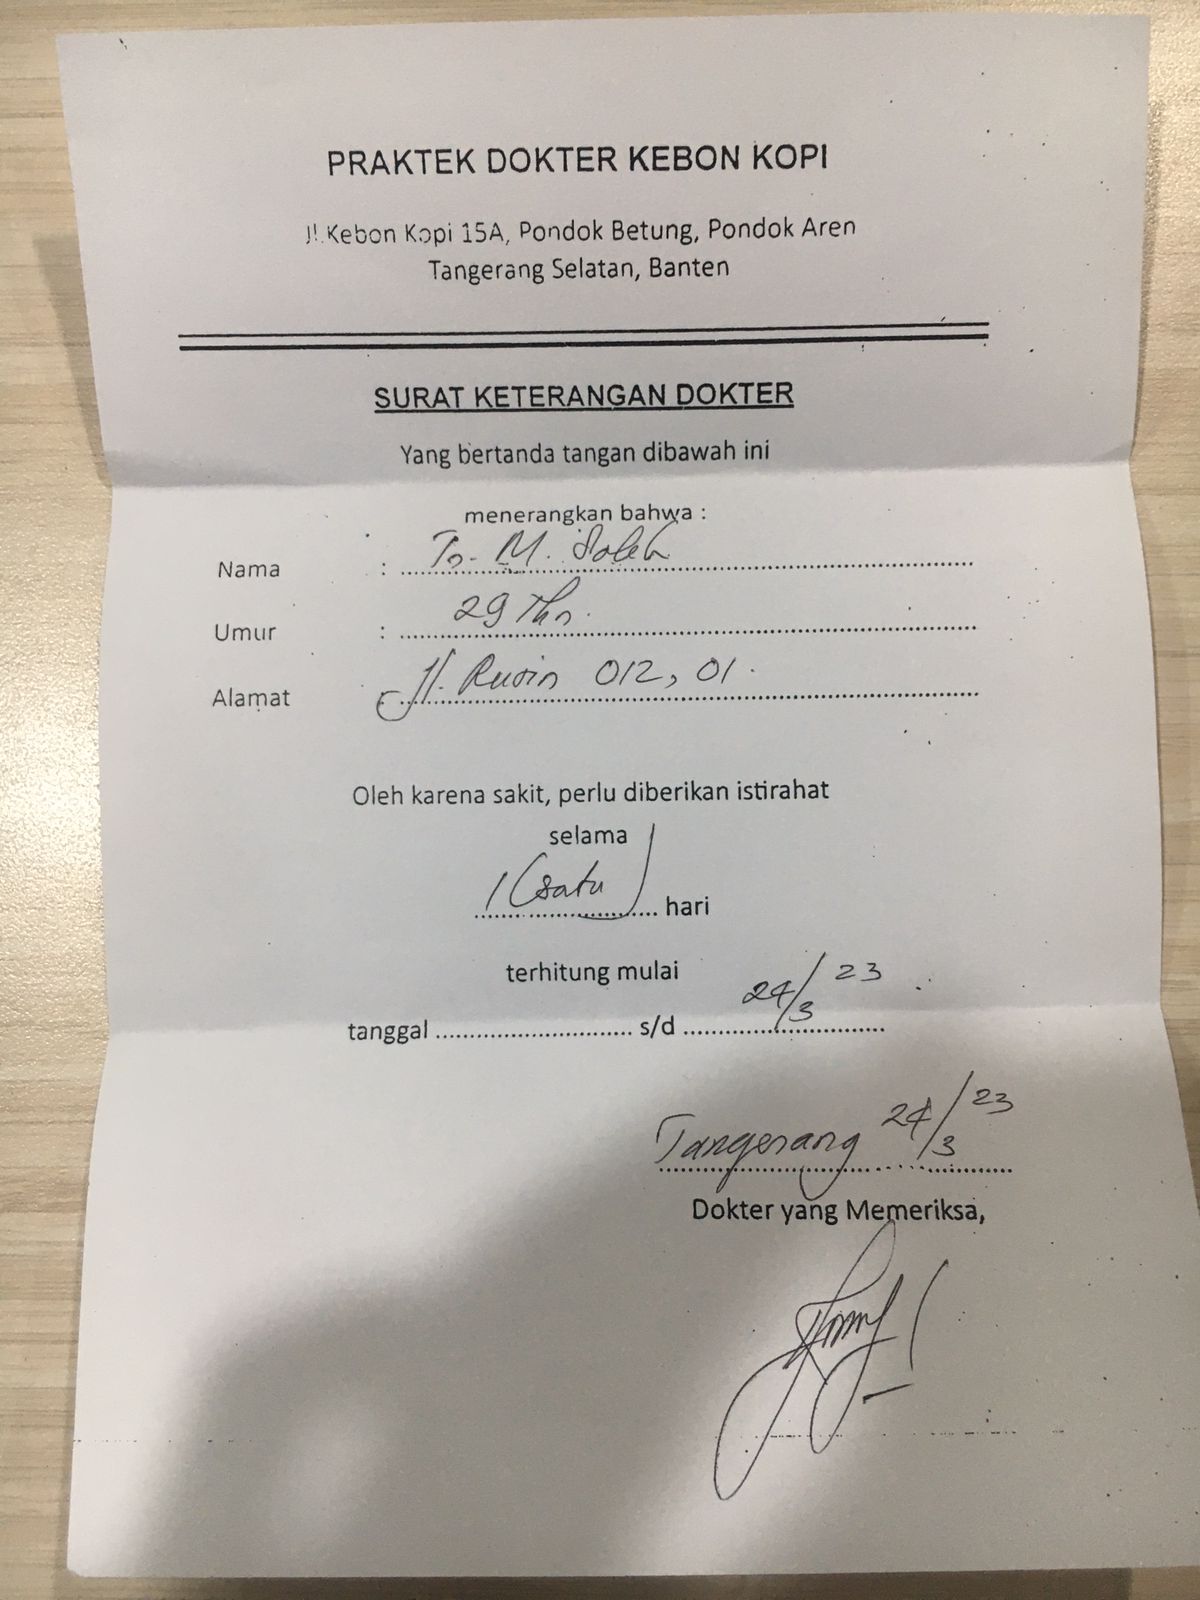 PRAKTEK DOKTER KEBON KOPI
Jl.Kebon Kopi 15A, Pondok Betung, Pondok Aren
Tangerang Selatan, Banten
SURAT KETERANGAN DOKTER
Yang bertanda tangan dibawah ini
menerangkan bahwa :
Nama : Tn. M. Soleh
Umur : 29 Thn.
Alamat : Jl. Rusin 012, 01.
Oleh karena sakit, perlu diberikan istirahat
selama
1 (satu) hari
terhitung mulai
tanggal ............................ s/d 24/3 23
Tangerang 24/3 23
Dokter yang Memeriksa,